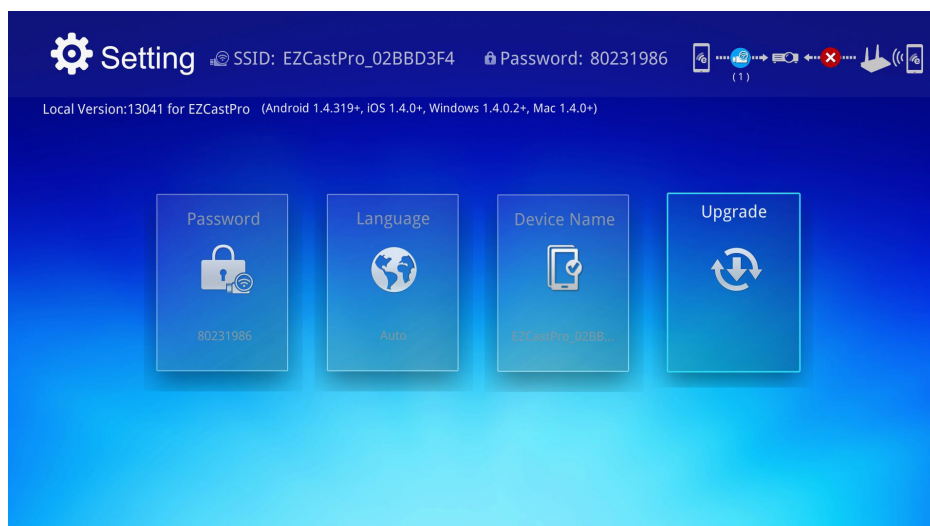 Setting SSID: EZCastPro_02BBD3F4 Password: 80231986
(1)
Local Version:13041 for EZCastPro (Android 1.4.319+, iOS 1.4.0+, Windows 1.4.0.2+, Mac 1.4.0+)
Password Language Device Name Upgrade
80231986 Auto EZCastPro_02BB...